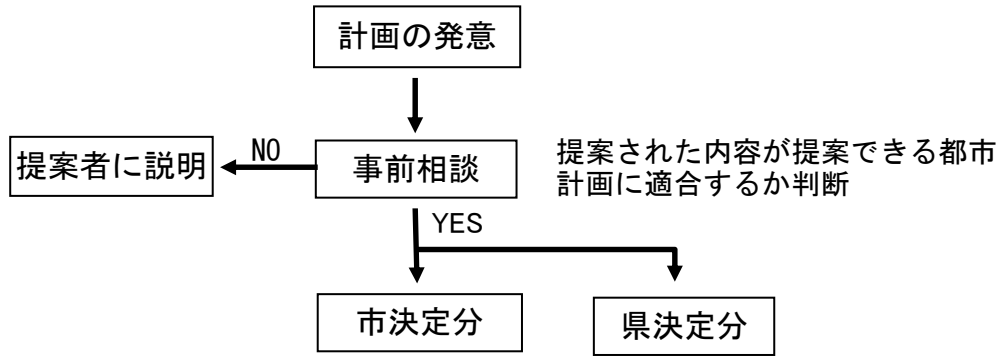 計画の発意
提案者に説明
NO
事前相談
提案された内容が提案できる都市
計画に適合するか判断
YES
市決定分
県決定分